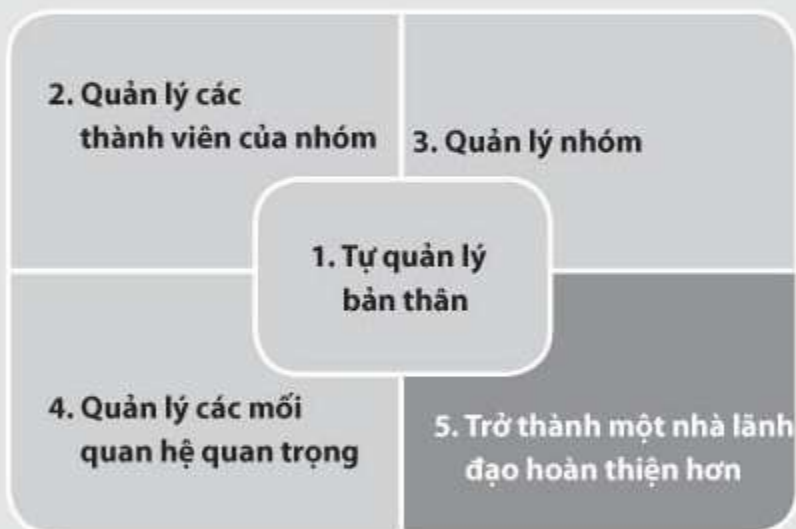 2. Quản lý các
thành viên của nhóm
3. Quản lý nhóm
1. Tự quản lý
bản thân
4. Quản lý các mối
quan hệ quan trọng
5. Trở thành một nhà lãnh
đạo hoàn thiện hơn